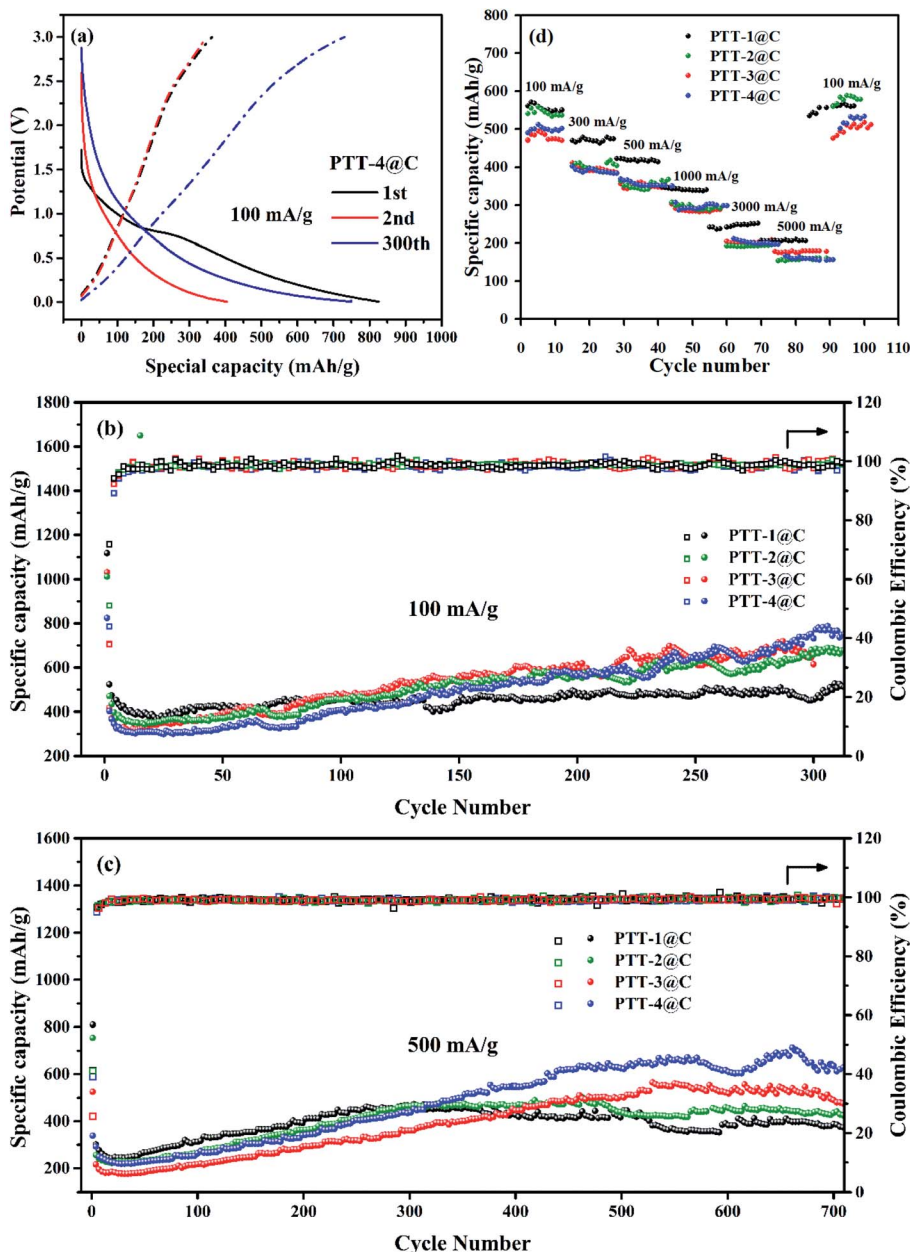 (a)
3.0
2.5
2.0
1.5
1.0
0.5
0.0
Potential (V)
PTT-4@C
1st
2nd
300th
100 mA/g
0 100 200 300 400 500 600 700 800 900
Special capacity (mAh/g)
(d)
800
700
600
500
400
300
200
100
0
Specific capacity (mAh/g)
PTT-1@C
PTT-2@C
PTT-3@C
PTT-4@C
100 mA/g
300 mA/g
500 mA/g
1000 mA/g
3000 mA/g
5000 mA/g
100 mA/g
0 10 20 30 40 50 60 70 80 90 100 110
Cycle number
(b)
1800
1600
1400
1200
1000
800
600
400
200
Specific capacity (mAh/g)
PTT-1@C
PTT-2@C
PTT-3@C
PTT-4@C
100 mA/g
120
100
80
60
40
20
0
Coulombic Efficiency (%)
0 50 100 150 200 250 300
Cycle Number
(c)
1600
1400
1200
1000
800
600
400
200
Specific capacity (mAh/g)
PTT-1@C
PTT-2@C
PTT-3@C
PTT-4@C
500 mA/g
120
100
80
60
40
20
0
Coulombic Efficiency (%)
0 100 200 300 400 500 600 700
Cycle Number